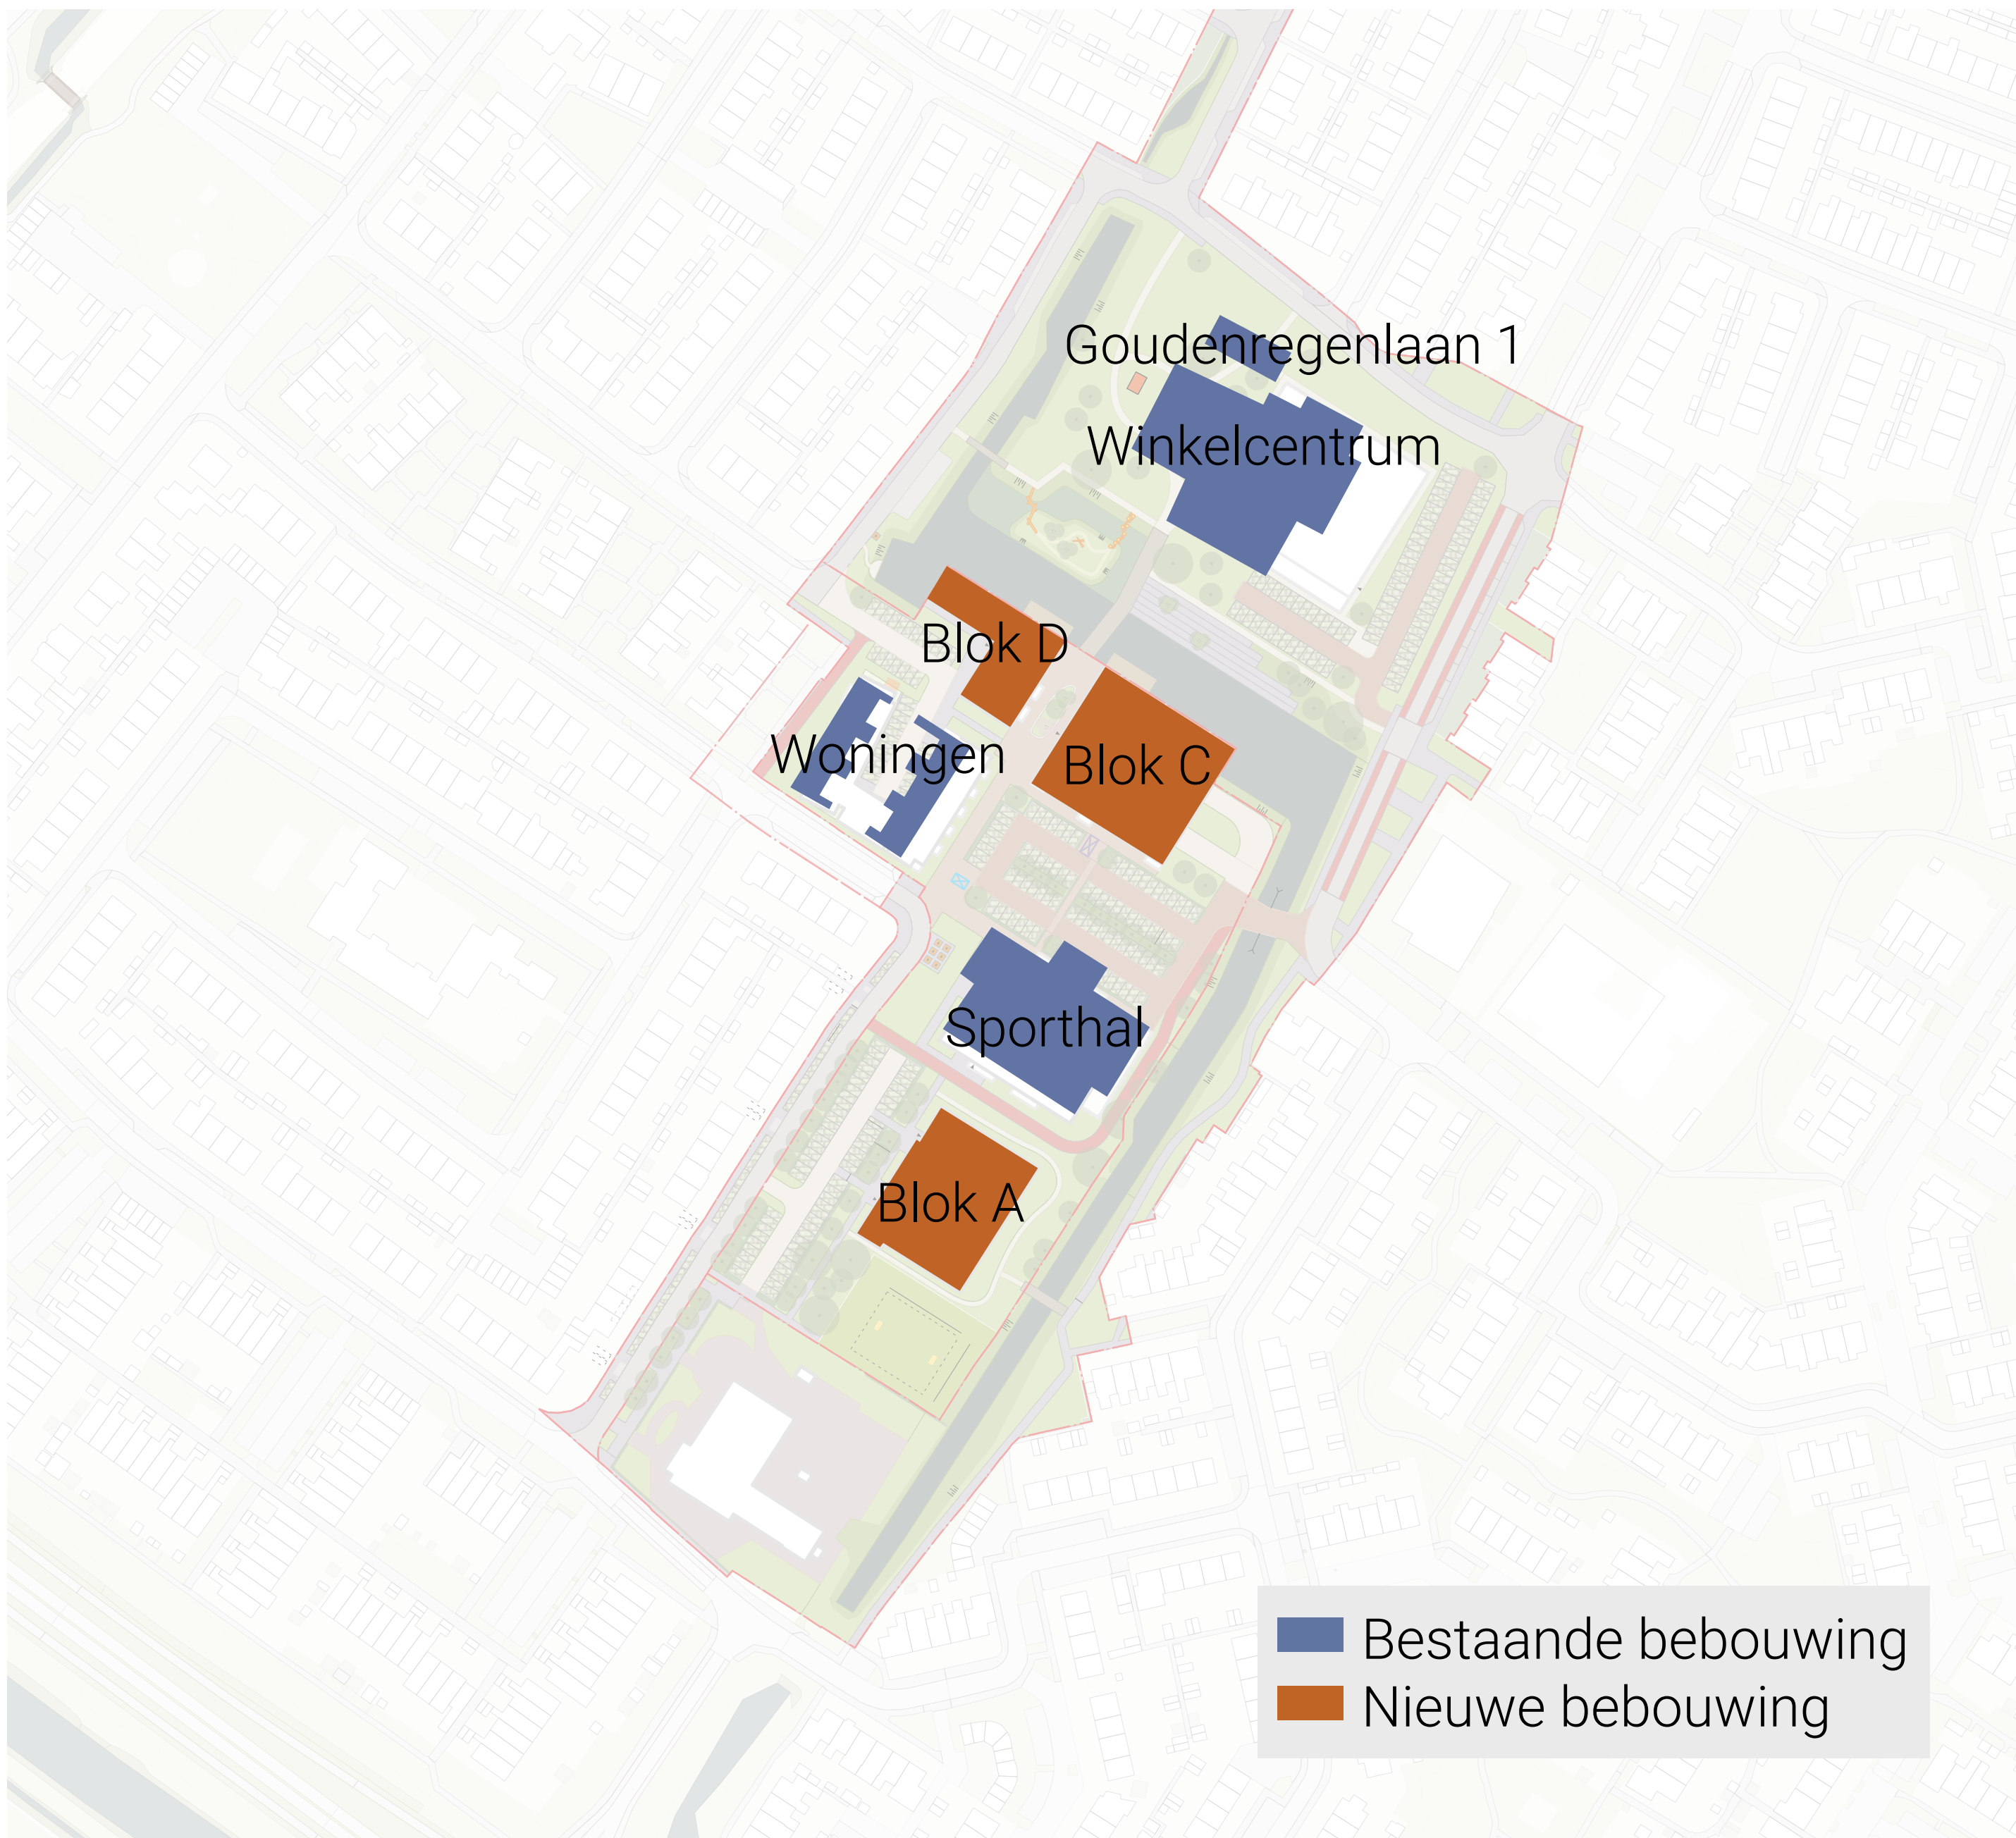 Goudenregenlaan 1
Winkelcentrum
Blok D
Woningen
Blok C
Sporthal
Blok A
Bestaande bebouwing
Nieuwe bebouwing